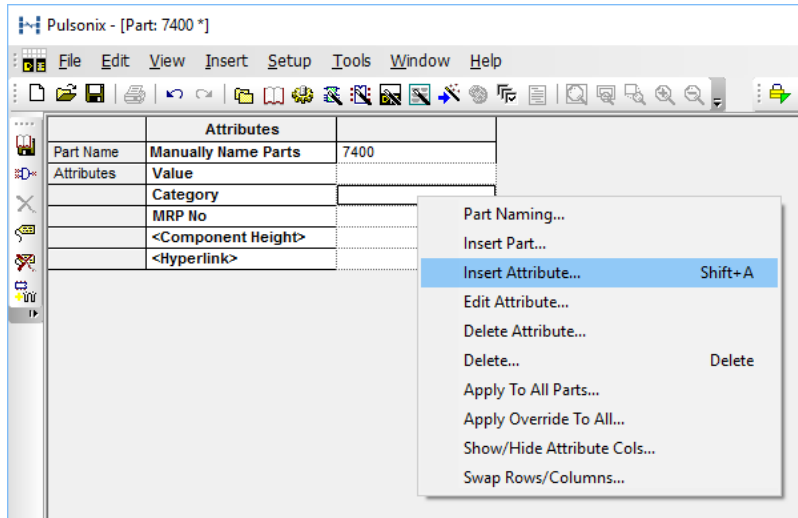 Pulsonix - [Part: 7400 *]
File Edit View Insert Setup Tools Window Help
Attributes
Part Name Manually Name Parts 7400
Attributes Value
Category
MRP No
<Component Height>
<Hyperlink>
Part Naming...
Insert Part...
Insert Attribute... Shift+A
Edit Attribute...
Delete Attribute...
Delete... Delete
Apply To All Parts...
Apply Override To All...
Show/Hide Attribute Cols...
Swap Rows/Columns...